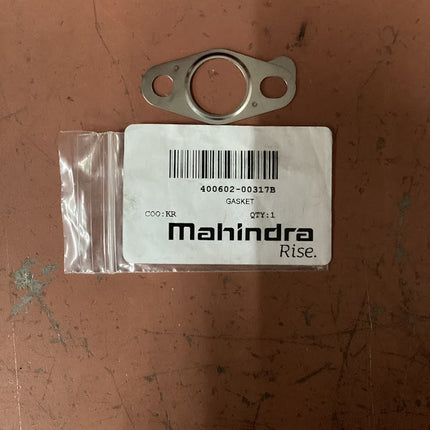 400602-00317B
GASKET
COO:KR QTY:1
Mahindra
Rise.